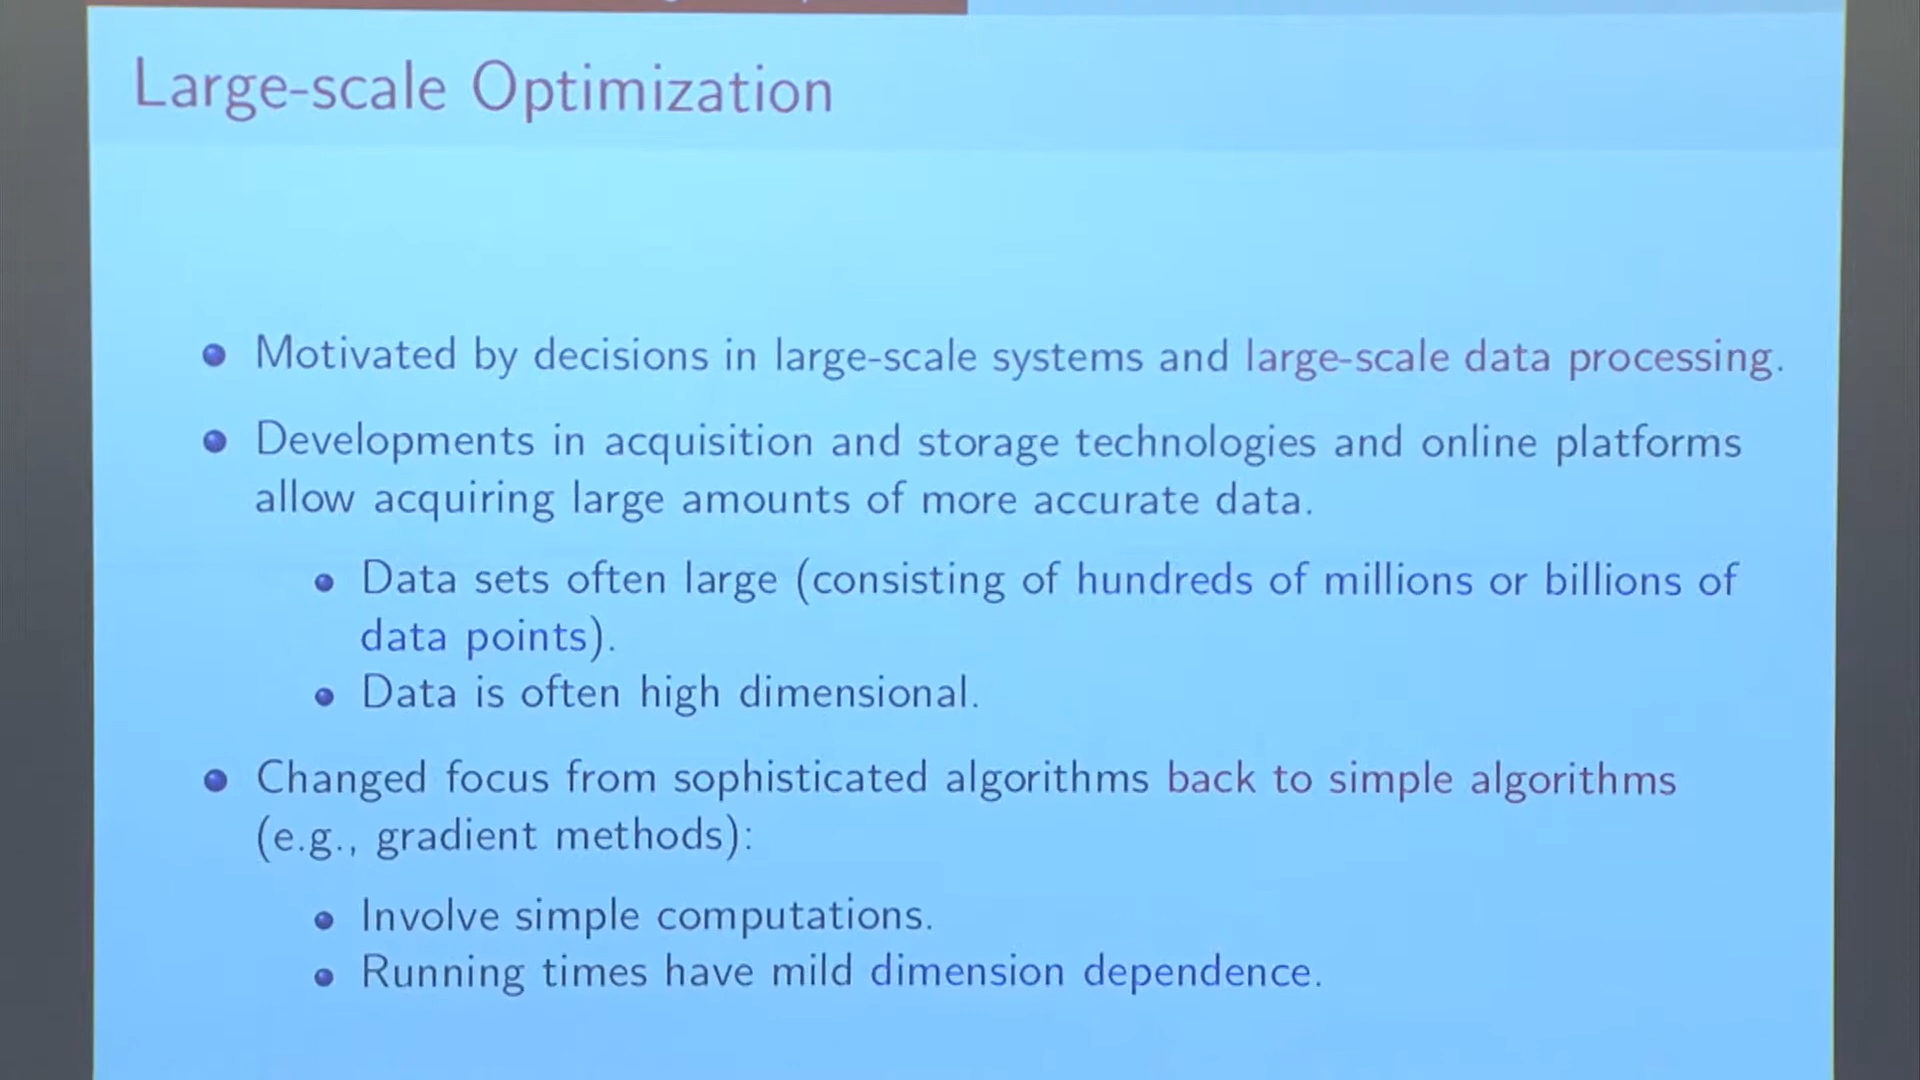 Large-scale Optimization
Motivated by decisions in large-scale systems and large-scale data processing.
Developments in acquisition and storage technologies and online platforms
allow acquiring large amounts of more accurate data.
Data sets often large (consisting of hundreds of millions or billions of
data points).
Data is often high dimensional.
Changed focus from sophisticated algorithms back to simple algorithms
(e.g., gradient methods):
Involve simple computations.
Running times have mild dimension dependence.